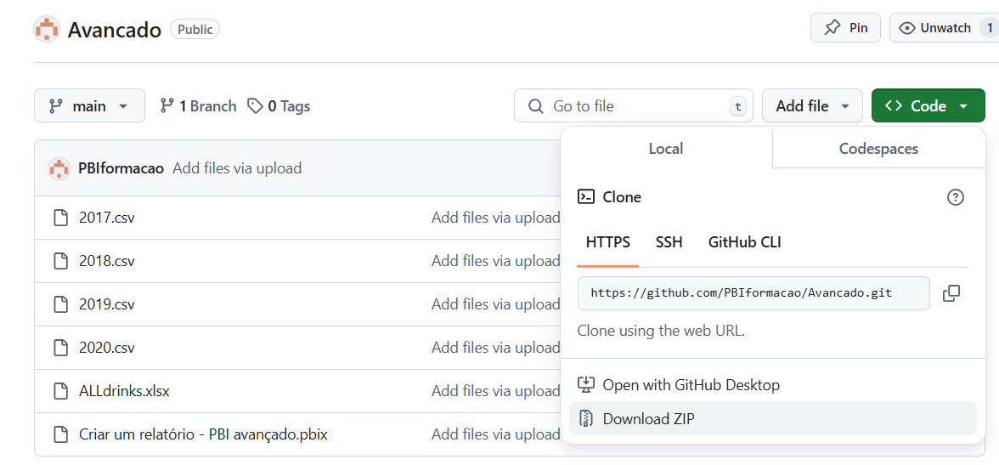 Avancado Public
Pin
Unwatch 1
main
1 Branch
0 Tags
Go to file t
Add file
Code
PBIformacao Add files via upload
2017.csv Add files via upload
2018.csv Add files via upload
2019.csv Add files via upload
2020.csv Add files via upload
ALLdrinks.xlsx Add files via upload
Criar um relatório - PBI avançado.pbix Add files via upload
Local Codespaces
Clone
HTTPS SSH GitHub CLI
https://github.com/PBIformacao/Avancado.git
Clone using the web URL.
Open with GitHub Desktop
Download ZIP